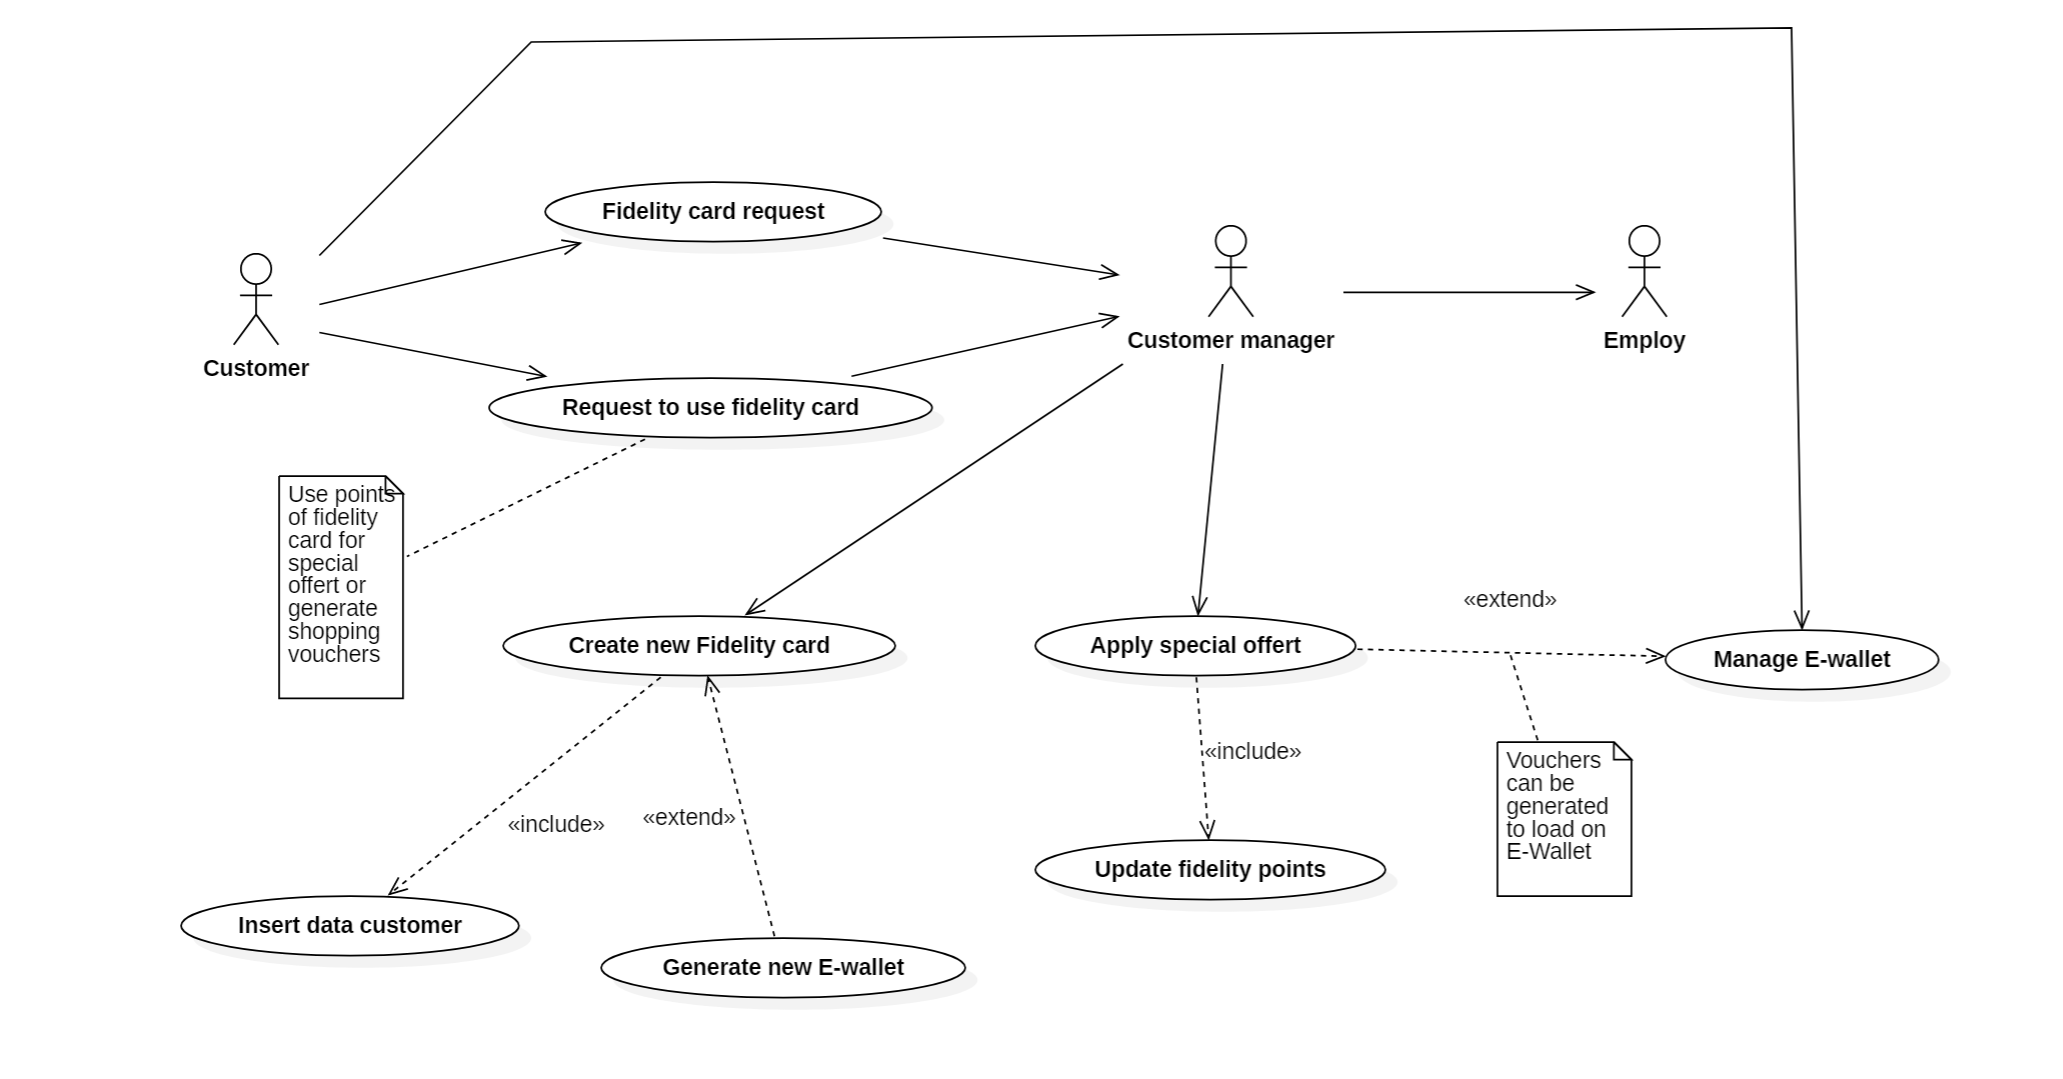 Fidelity card request
Customer
Customer manager
Employ
Request to use fidelity card
Use points
of fidelity
card for
special
offert or
generate
shopping
vouchers
«extend»
Create new Fidelity card
Apply special offert
Manage E-wallet
«include»
Vouchers
can be
generated
to load on
E-Wallet
«include»
«extend»
Update fidelity points
Insert data customer
Generate new E-wallet